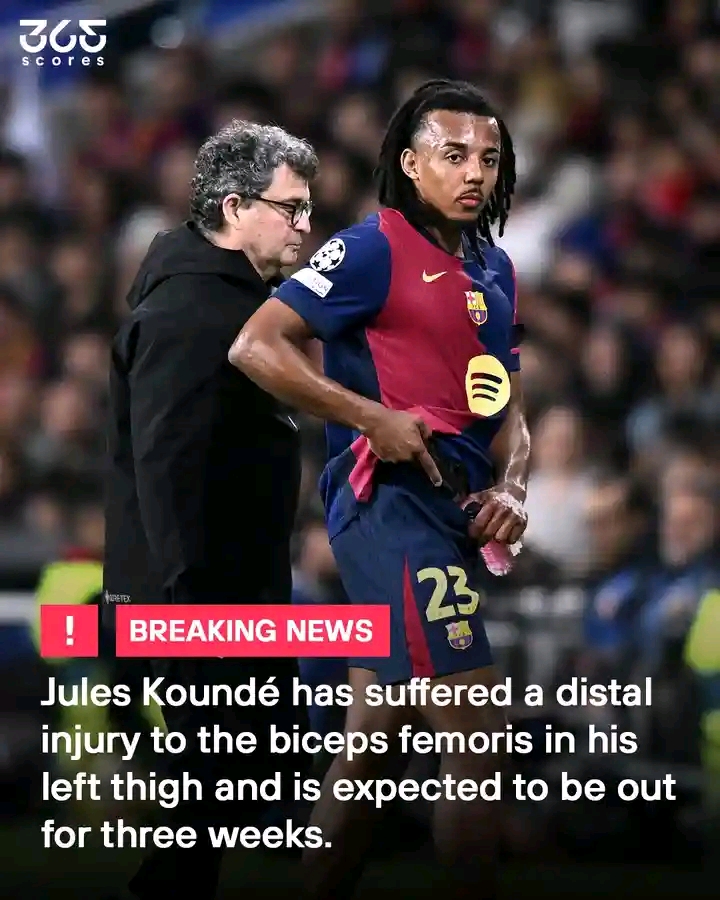 365
scores
23
! BREAKING NEWS
Jules Koundé has suffered a distal
injury to the biceps femoris in his
left thigh and is expected to be out
for three weeks.